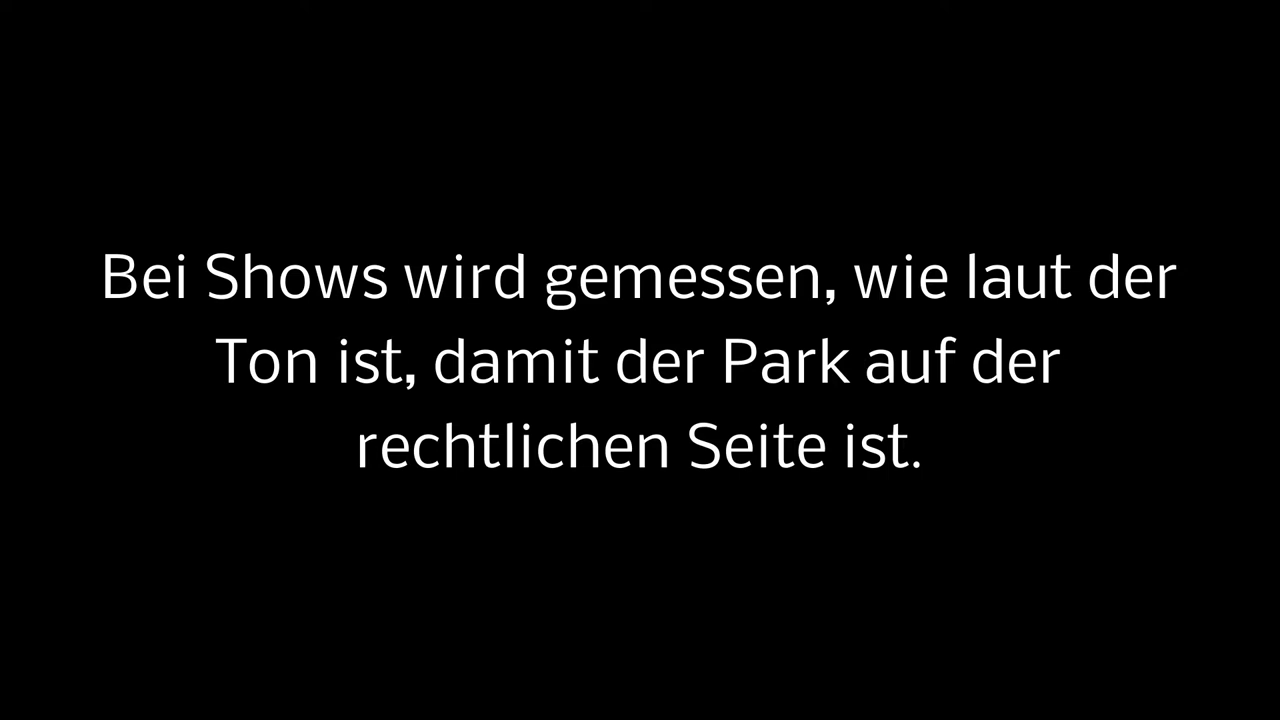 Bei Shows wird gemessen, wie laut der
Ton ist, damit der Park auf der
rechtlichen Seite ist.